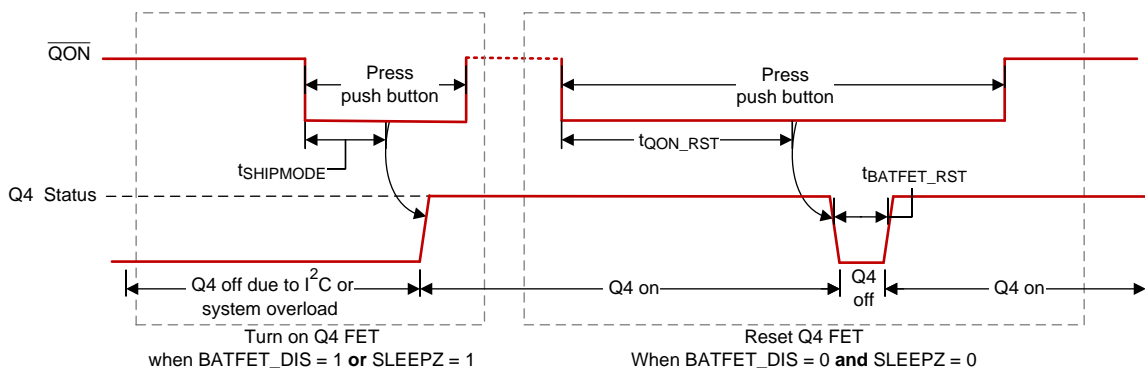 QON
Press
push button
Press
push button
tSHIPMODE
tQON_RST
tBATFET_RST
Q4 Status
Q4 off due to I²C or
system overload
Q4 on
Q4
off
Q4 on
Turn on Q4 FET
when BATFET_DIS = 1 or SLEEPZ = 1
Reset Q4 FET
When BATFET_DIS = 0 and SLEEPZ = 0